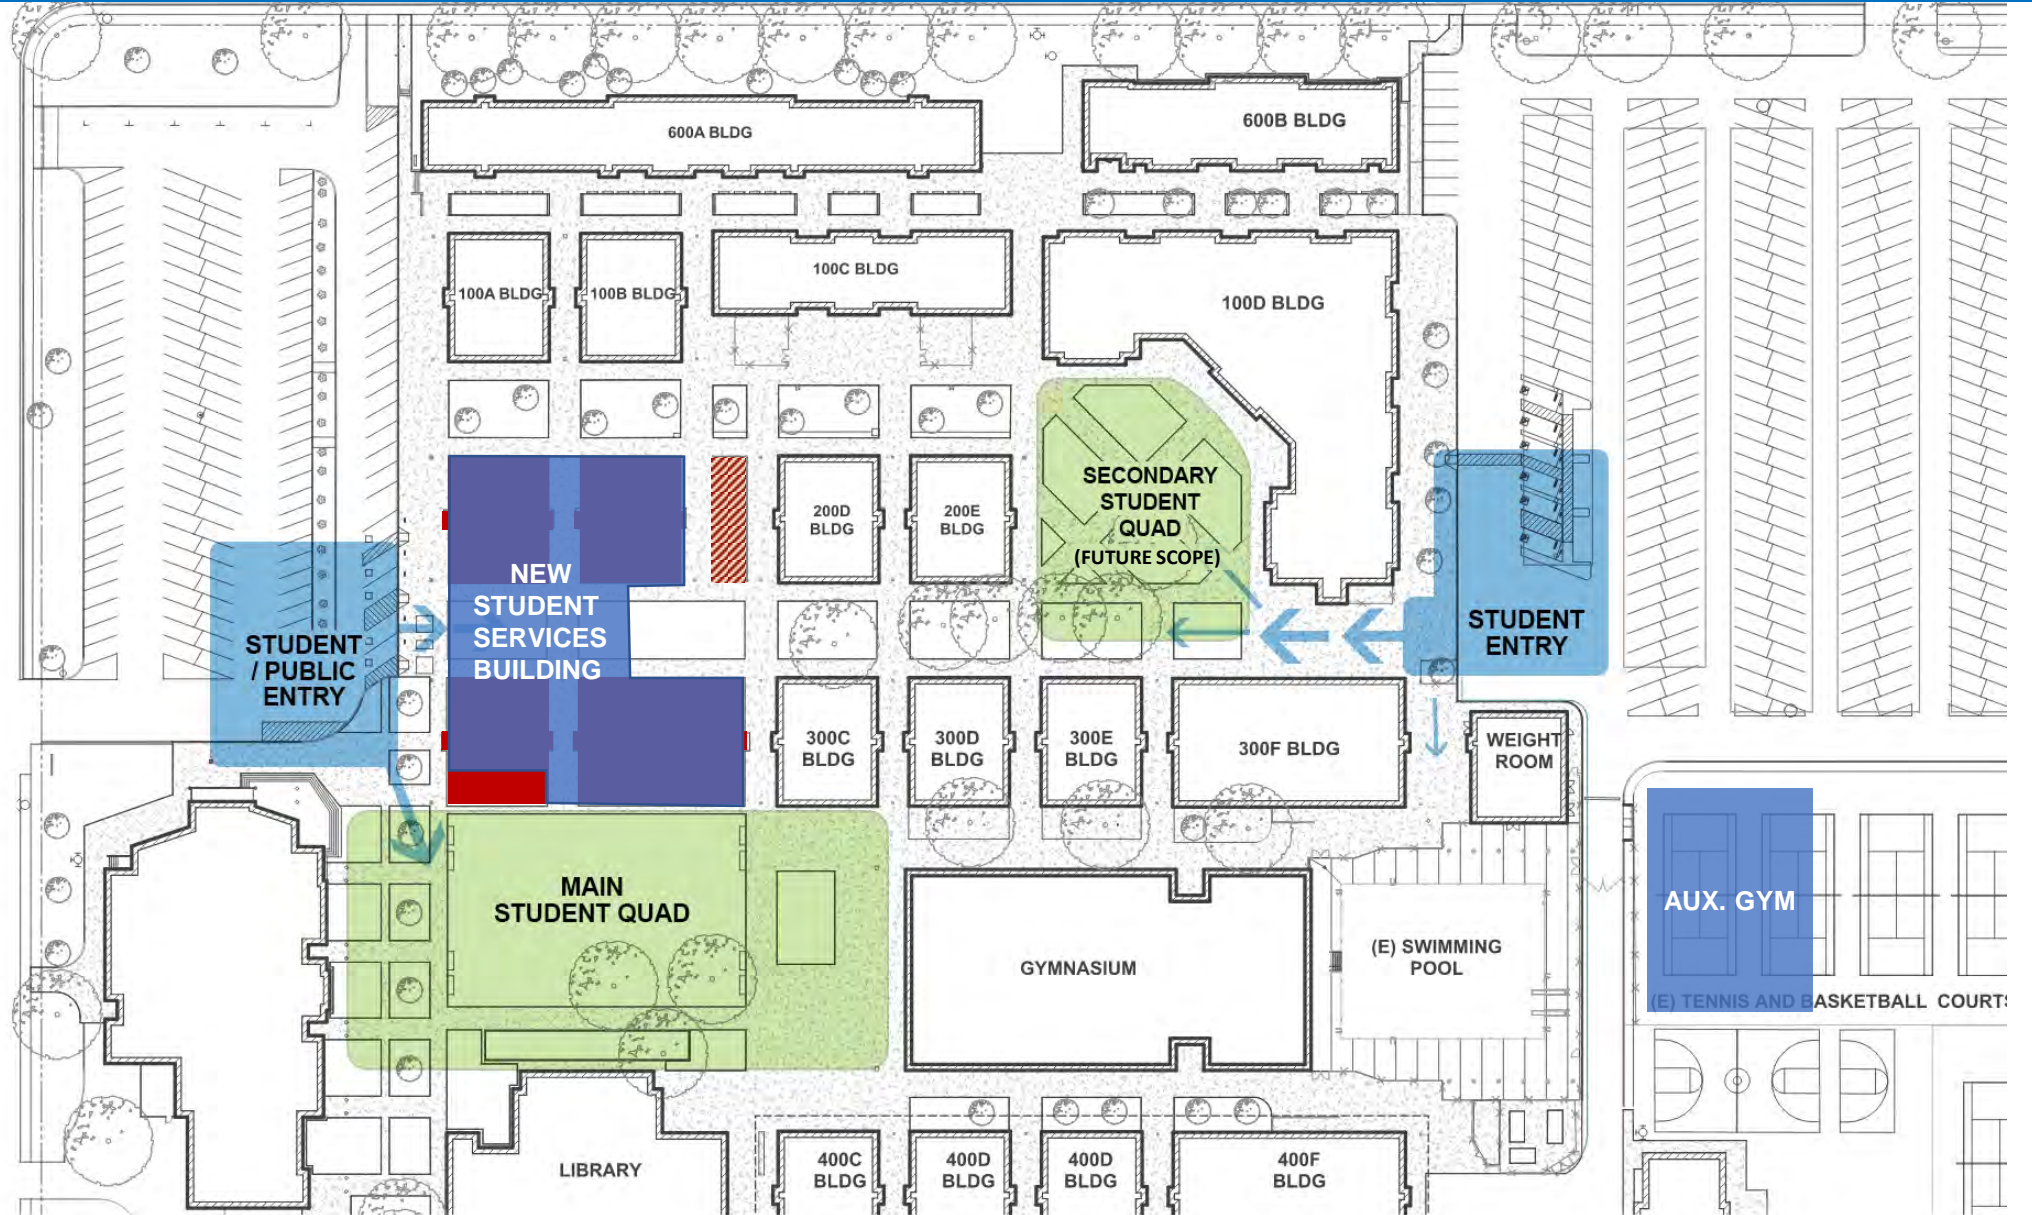 600A BLDG
600B BLDG
100A BLDG
100B BLDG
100C BLDG
100D BLDG
200D
BLDG
200E
BLDG
SECONDARY
STUDENT
QUAD
(FUTURE SCOPE)
NEW
STUDENT
SERVICES
BUILDING
STUDENT
/ PUBLIC
ENTRY
STUDENT
ENTRY
300C
BLDG
300D
BLDG
300E
BLDG
300F BLDG
WEIGHT
ROOM
MAIN
STUDENT QUAD
GYMNASIUM
(E) SWIMMING
POOL
AUX. GYM
(E) TENNIS AND BASKETBALL COURTS
LIBRARY
400C
BLDG
400D
BLDG
400D
BLDG
400F
BLDG